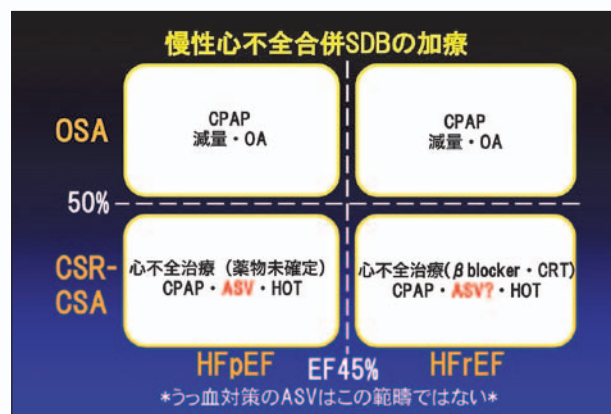 慢性心不全合併SDBの加療
OSA
CPAP
減量・OA
CPAP
減量・OA
50%
CSR-
CSA
心不全治療（薬物未確定）
CPAP・ASV・HOT
心不全治療(βblocker・CRT)
CPAP・ASV?・HOT
HFpEF EF45% HFrEF
*うっ血対策のASVはこの範疇ではない*